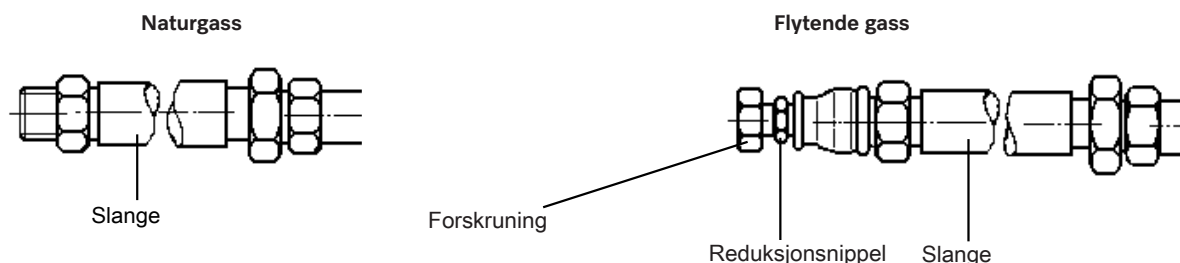 Naturgass
Flytende gass
Slange
Forskruning
Reduksjonsnippel
Slange